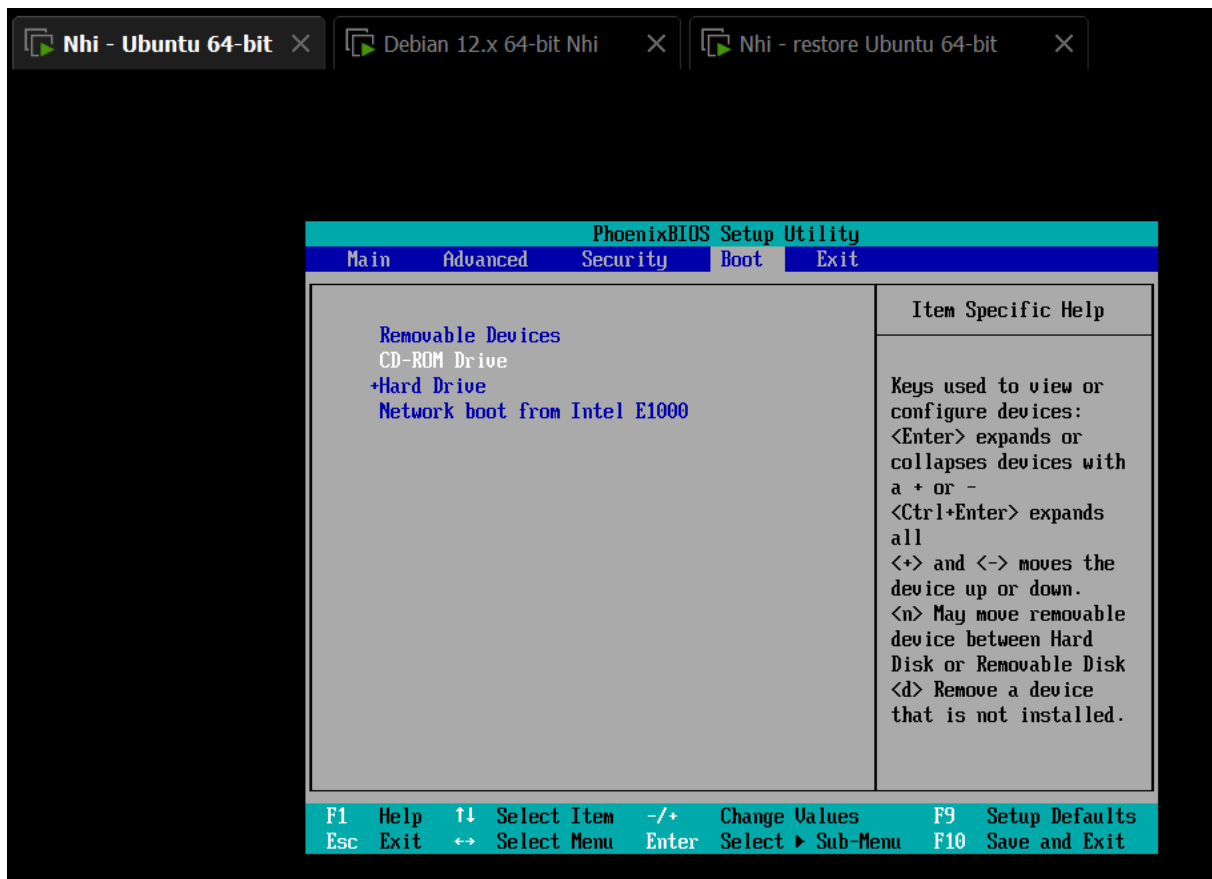 Nhi - Ubuntu 64-bit × Debian 12.x 64-bit Nhi × Nhi - restore Ubuntu 64-bit ×
PhoenixBIOS Setup Utility
Main Advanced Security Boot Exit
Removable Devices
CD-ROM Drive
+Hard Drive
Network boot from Intel E1000
Item Specific Help
Keys used to view or
configure devices:
<Enter> expands or
collapses devices with
a + or -
<Ctrl+Enter> expands
all
<+> and <-> moves the
device up or down.
<n> May move removable
device between Hard
Disk or Removable Disk
<d> Remove a device
that is not installed.
F1 Help ↑↓ Select Item -/+ Change Values F9 Setup Defaults
Esc Exit ↔ Select Menu Enter Select ▶ Sub-Menu F10 Save and Exit